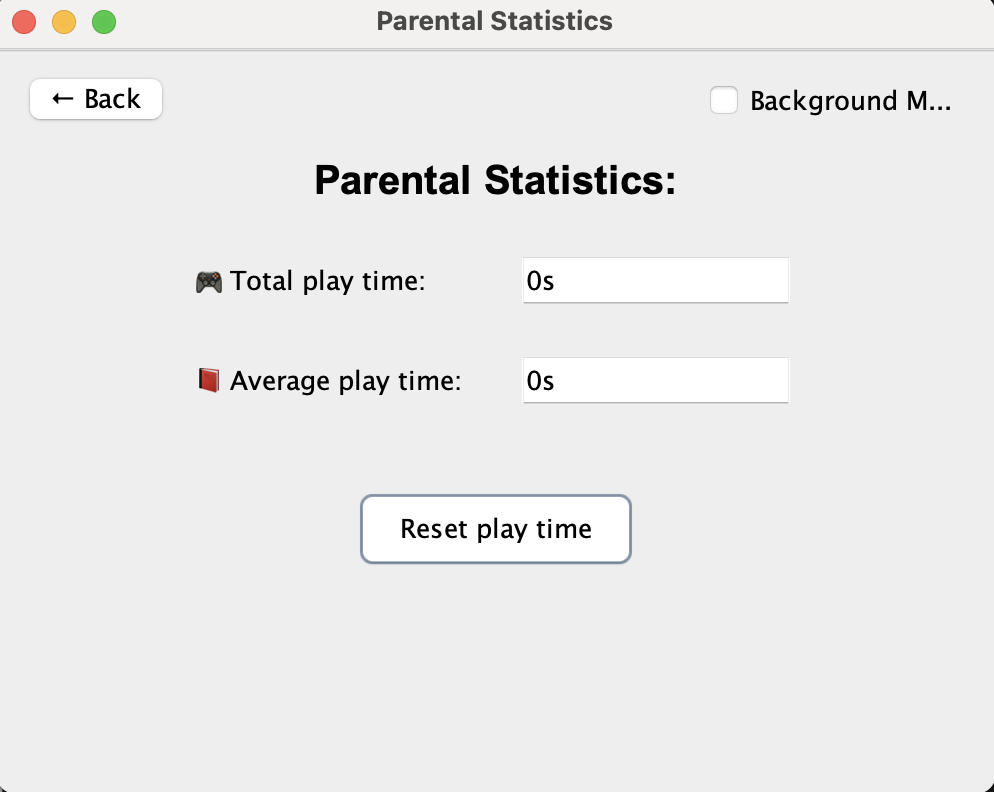 Parental Statistics
← Back
Background M...
Parental Statistics:
🎮 Total play time:
0s
📕 Average play time:
0s
Reset play time